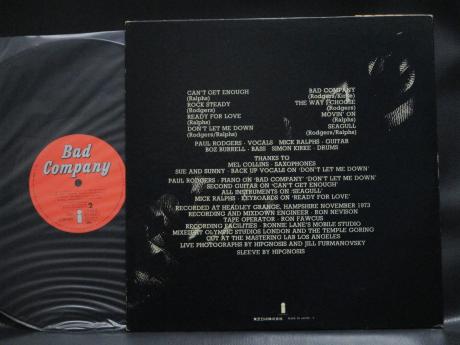 Bad
Company
2
CAN'T GET ENOUGH
(Ralphs)
ROCK STEADY
(Rodgers)
READY FOR LOVE
(Ralphs)
DON'T LET ME DOWN
(Rodgers/Ralphs)
BAD COMPANY
(Rodgers/Kirke)
THE WAY I CHOOSE
(Rodgers)
MOVIN' ON
(Ralphs)
SEAGULL
(Rodgers/Ralphs)
PAUL RODGERS - VOCALS MICK RALPHS - GUITAR
BOZ BURRELL - BASS SIMON KIRKE - DRUMS
THANKS TO
MEL COLLINS - SAXOPHONES
SUE AND SUNNY - BACK UP VOCALS ON 'DON'T LET ME DOWN'
PAUL RODGERS - PIANO ON 'BAD COMPANY' 'DON'T LET ME DOWN'
SECOND GUITAR ON 'CAN'T GET ENOUGH'
ALL INSTRUMENTS ON 'SEAGULL'
MICK RALPHS - KEYBOARDS ON 'READY FOR LOVE'
RECORDED AT HEADLEY GRANGE, HAMPSHIRE NOVEMBER 1973
RECORDING AND MIXDOWN ENGINEER - RON NEVISON
TAPE OPERATOR - RON FAWCUS
RECORDING FACILITIES - RONNIE LANE'S MOBILE STUDIO
MIXED AT OLYMPIC STUDIOS LONDON AND THE TEMPLE GORING
CUT AT THE MASTERING LAB LOS ANGELES
LIVE PHOTOGRAPHS BY HIPGNOSIS AND JILL FURMANOVSKY
SLEEVE BY HIPGNOSIS